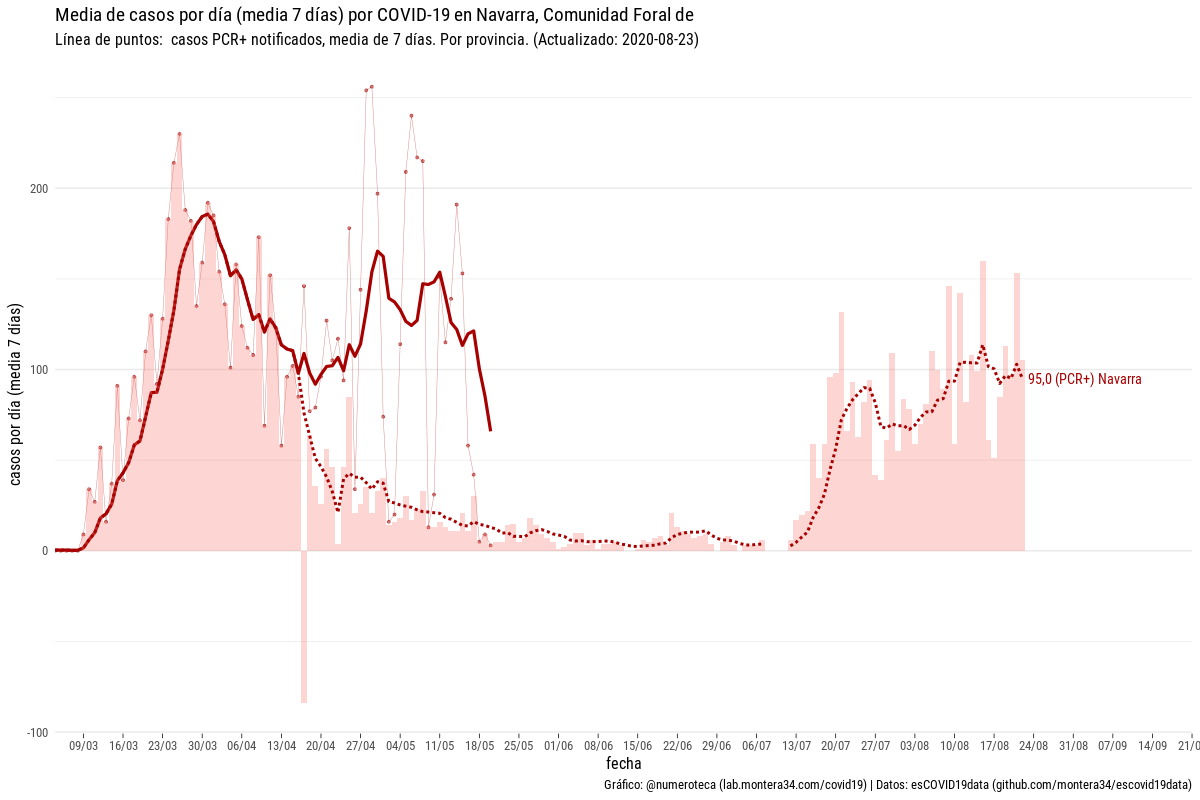 Media de casos por día (media 7 días) por COVID-19 en Navarra, Comunidad Foral de
Línea de puntos:  casos PCR+ notificados, media de 7 días. Por provincia. (Actualizado: 2020-08-23)
casos por día (media 7 días)
200
100
0
-100
95,0 (PCR+) Navarra
09/03 16/03 23/03 30/03 06/04 13/04 20/04 27/04 04/05 11/05 18/05 25/05 01/06 08/06 15/06 22/06 29/06 06/07 13/07 20/07 27/07 03/08 10/08 17/08 24/08 31/08 07/09 14/09 21/0
fecha
Gráfico: @numeroteca (lab.montera34.com/covid19) | Datos: esCOVID19data (github.com/montera34/escovid19data)